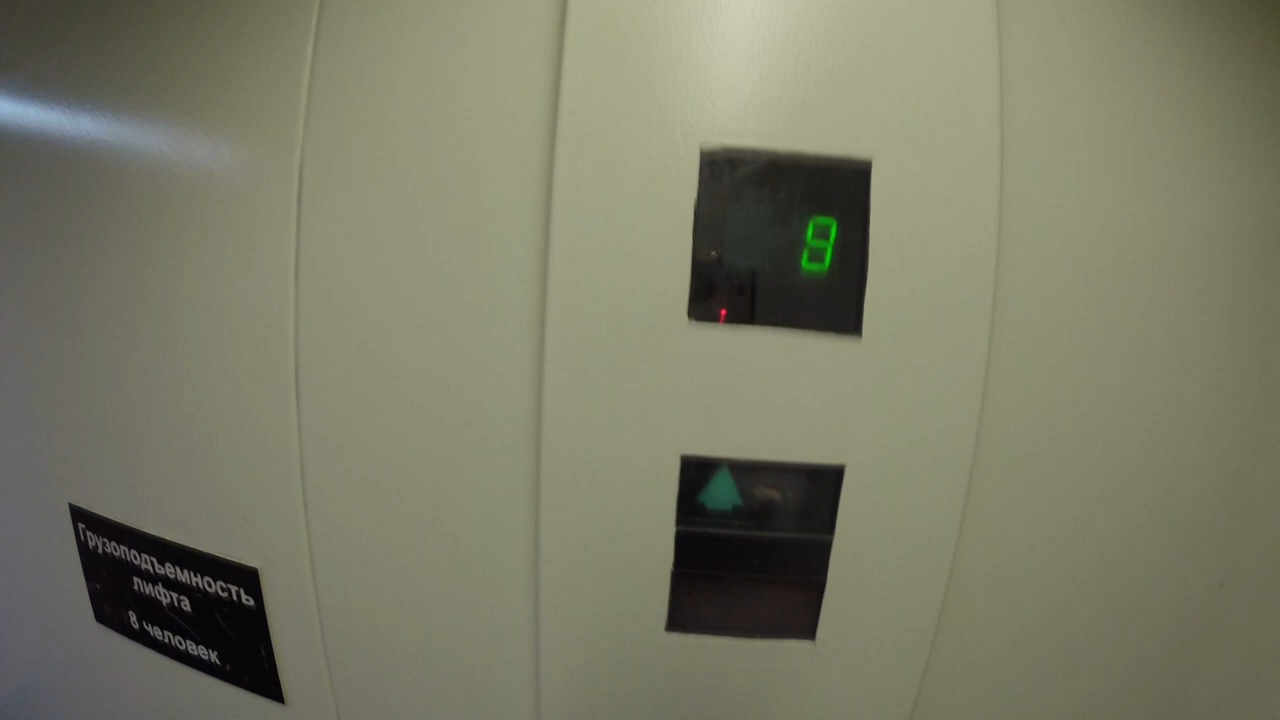 Грузоподъемность
лифта
8 человек